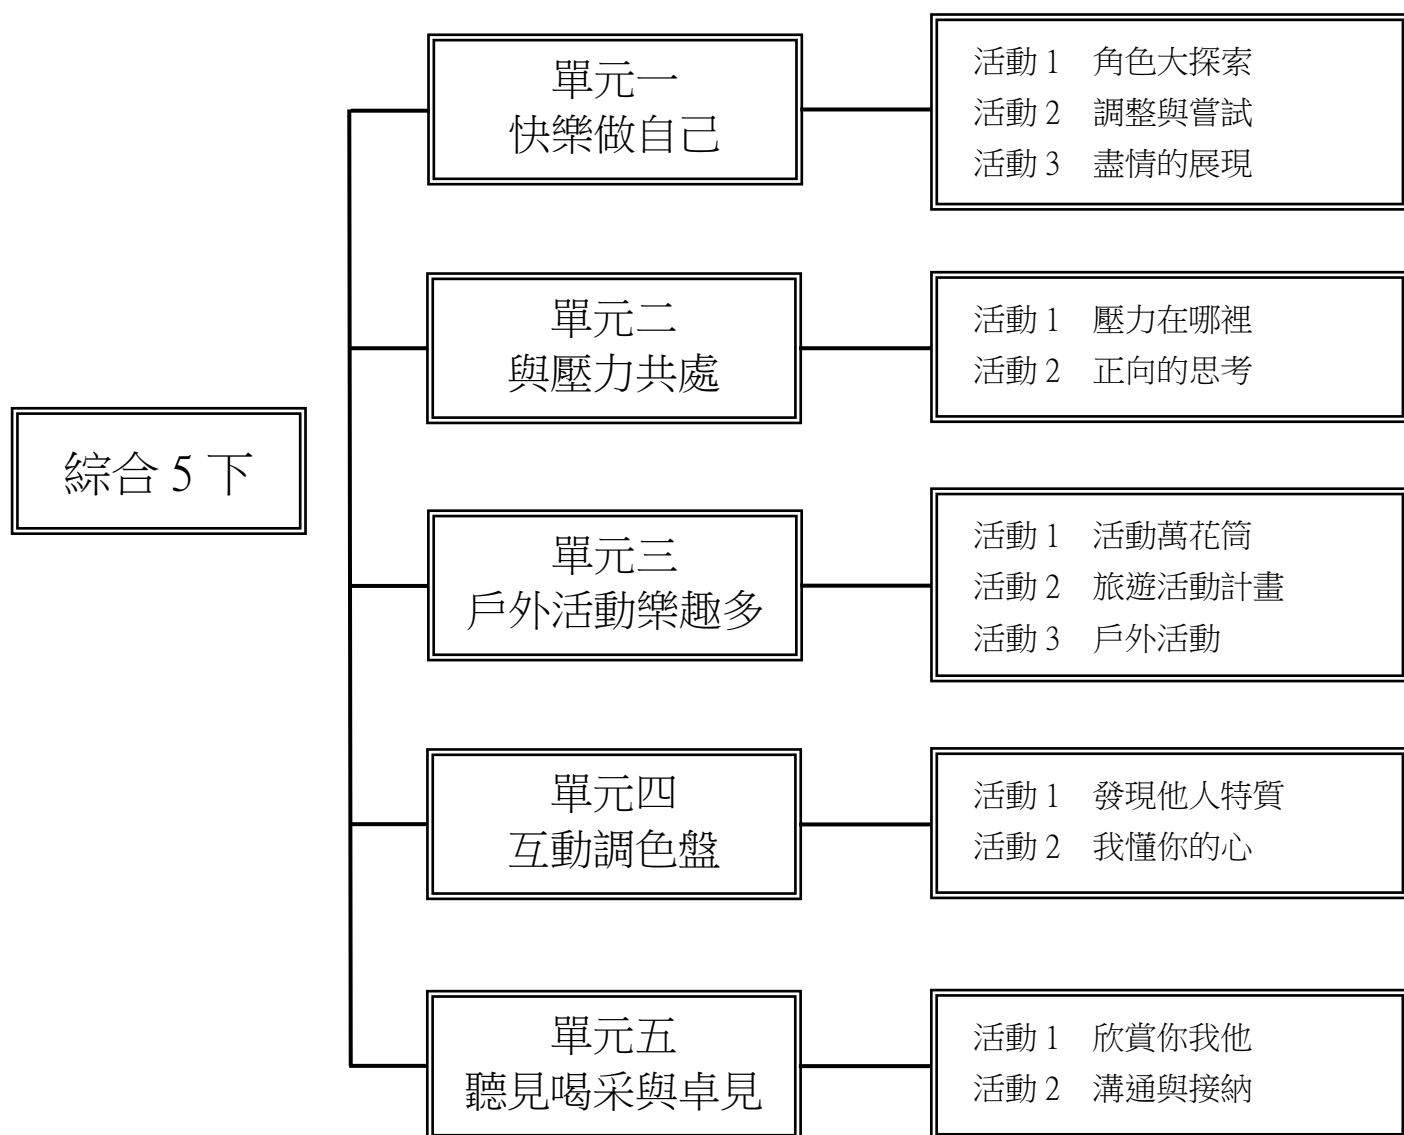 綜合 5 下
單元一
快樂做自己
活動 1 角色大探索
活動 2 調整與嘗試
活動 3 盡情的展現
單元二
與壓力共處
活動 1 壓力在哪裡
活動 2 正向的思考
單元三
戶外活動樂趣多
活動 1 活動萬花筒
活動 2 旅遊活動計畫
活動 3 戶外活動
單元四
互動調色盤
活動 1 發現他人特質
活動 2 我懂你的心
單元五
聽見喝采與卓見
活動 1 欣賞你我他
活動 2 溝通與接納